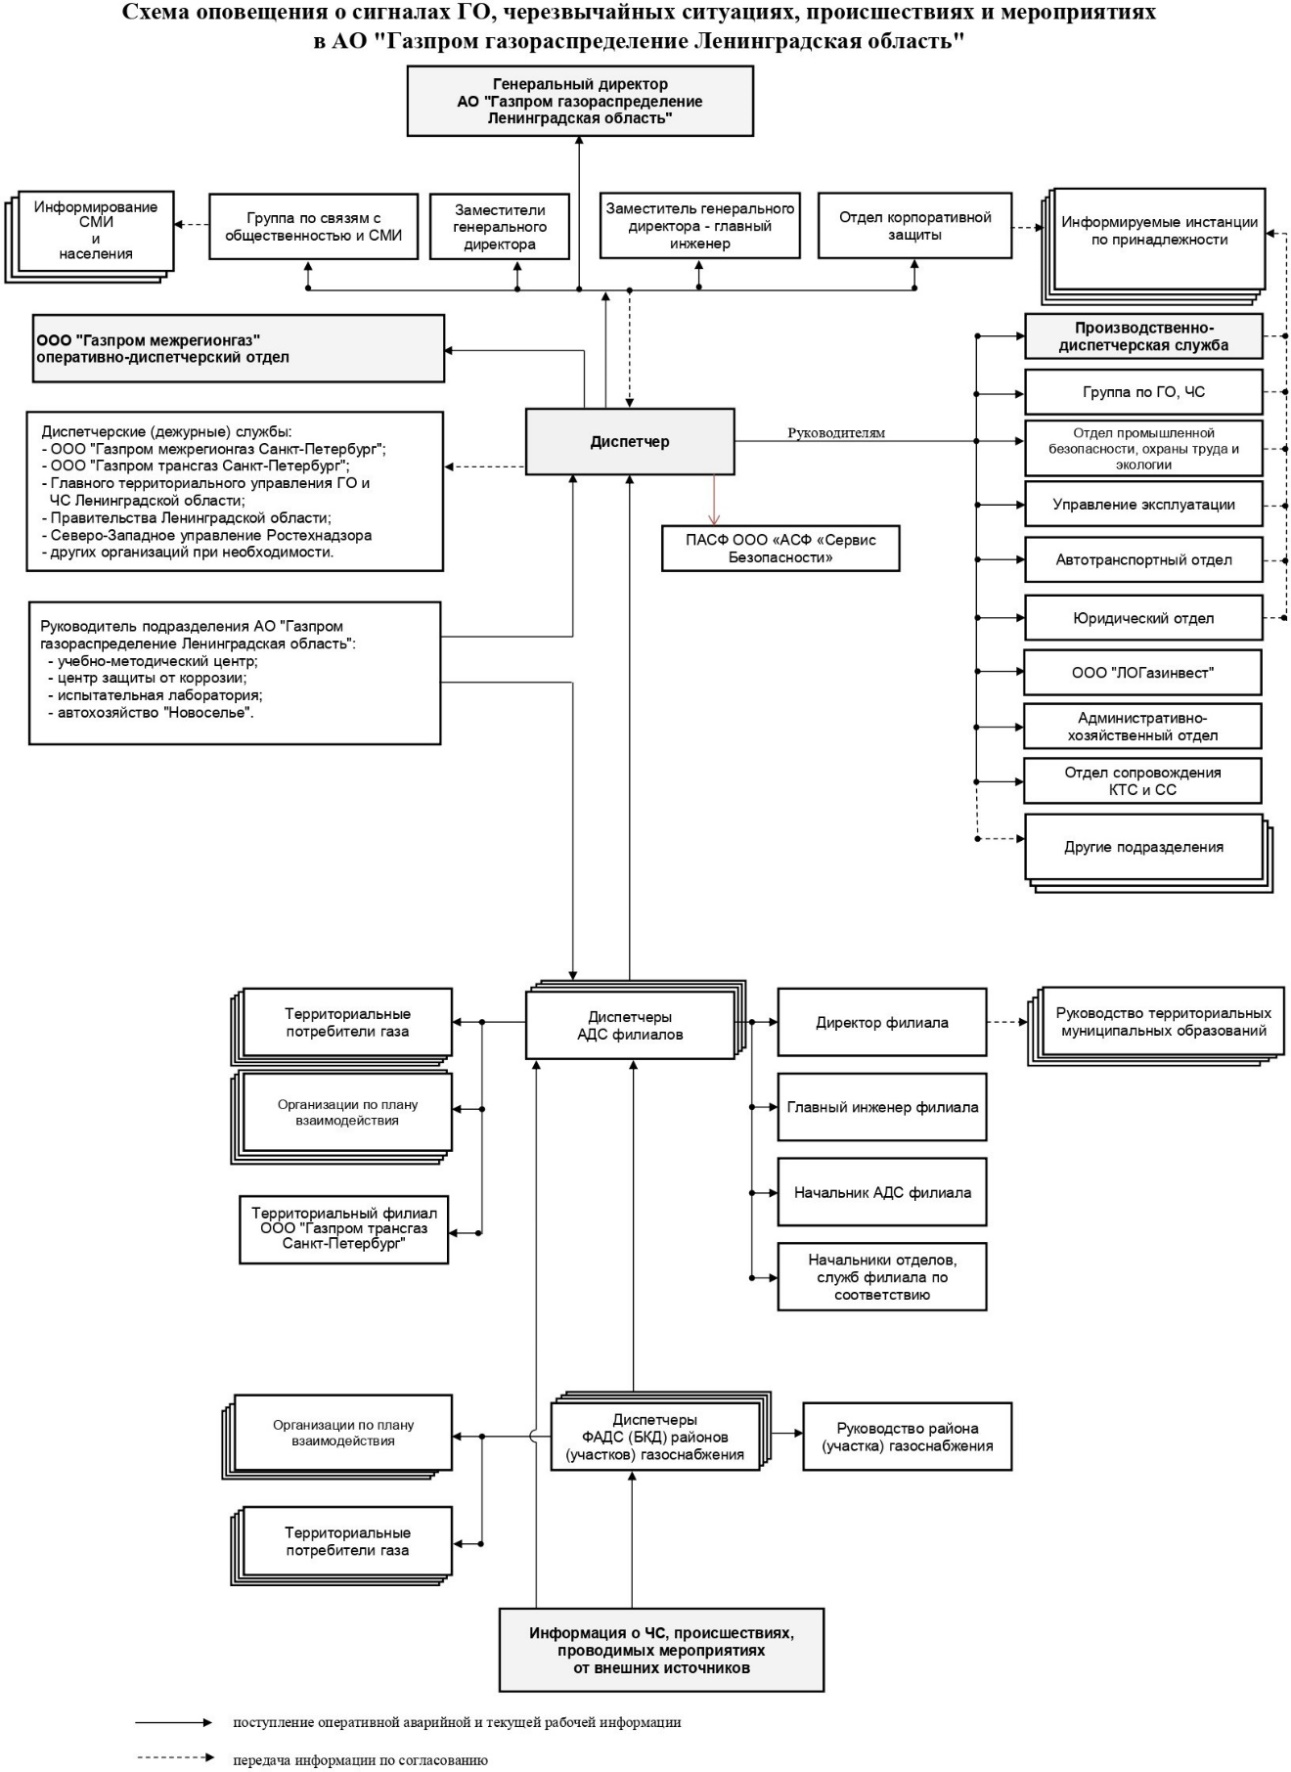 Схема оповещения о сигналах ГО, черезвычайных ситуациях, происшествиях и мероприятиях
в АО "Газпром газораспределение Ленинградская область"
Генеральный директор
АО "Газпром газораспределение
Ленинградская область"
Информирование
СМИ
и
населения
Группа по связям с
общественностью и СМИ
Заместители
генерального
директора
Заместитель генерального
директора - главный
инженер
Отдел корпоративной
защиты
Информируемые инстанции
по принадлежности
ООО "Газпром межрегионгаз"
оперативно-диспетчерский отдел
Диспетчерские (дежурные) службы:
- ООО "Газпром межрегионгаз Санкт-Петербург";
- ООО "Газпром трансгаз Санкт-Петербург";
- Главного территориального управления ГО и
ЧС Ленинградской области;
- Правительства Ленинградской области;
- Северо-Западное управление Ростехнадзора
- других организаций при необходимости.
Диспетчер
Руководителям
ПАСФ ООО «АСФ «Сервис
Безопасности»
Производственно-
диспетчерская служба
Группа по ГО, ЧС
Отдел промышленной
безопасности, охраны труда и
экологии
Управление эксплуатации
Автотранспортный отдел
Юридический отдел
ООО "ЛОГазинвест"
Административно-
хозяйственный отдел
Отдел сопровождения
КТС и СС
Другие подразделения
Руководитель подразделения АО "Газпром
газораспределение Ленинградская область":
- учебно-методический центр;
- центр защиты от коррозии;
- испытательная лаборатория;
- автохозяйство "Новоселье".
Территориальные
потребители газа
Организации по плану
взаимодействия
Территориальный филиал
ООО "Газпром трансгаз
Санкт-Петербург"
Диспетчеры
АДС филиалов
Директор филиала
Руководство территориальных
муниципальных образований
Главный инженер филиала
Начальник АДС филиала
Начальники отделов,
служб филиала по
соответствию
Организации по плану
взаимодействия
Территориальные
потребители газа
Диспетчеры
ФАДС (БКД) районов
(участков) газоснабжения
Руководство района
(участка) газоснабжения
Информация о ЧС, происшествиях,
проводимых мероприятиях
от внешних источников
поступление оперативной аварийной и текущей рабочей информации
передача информации по согласованию